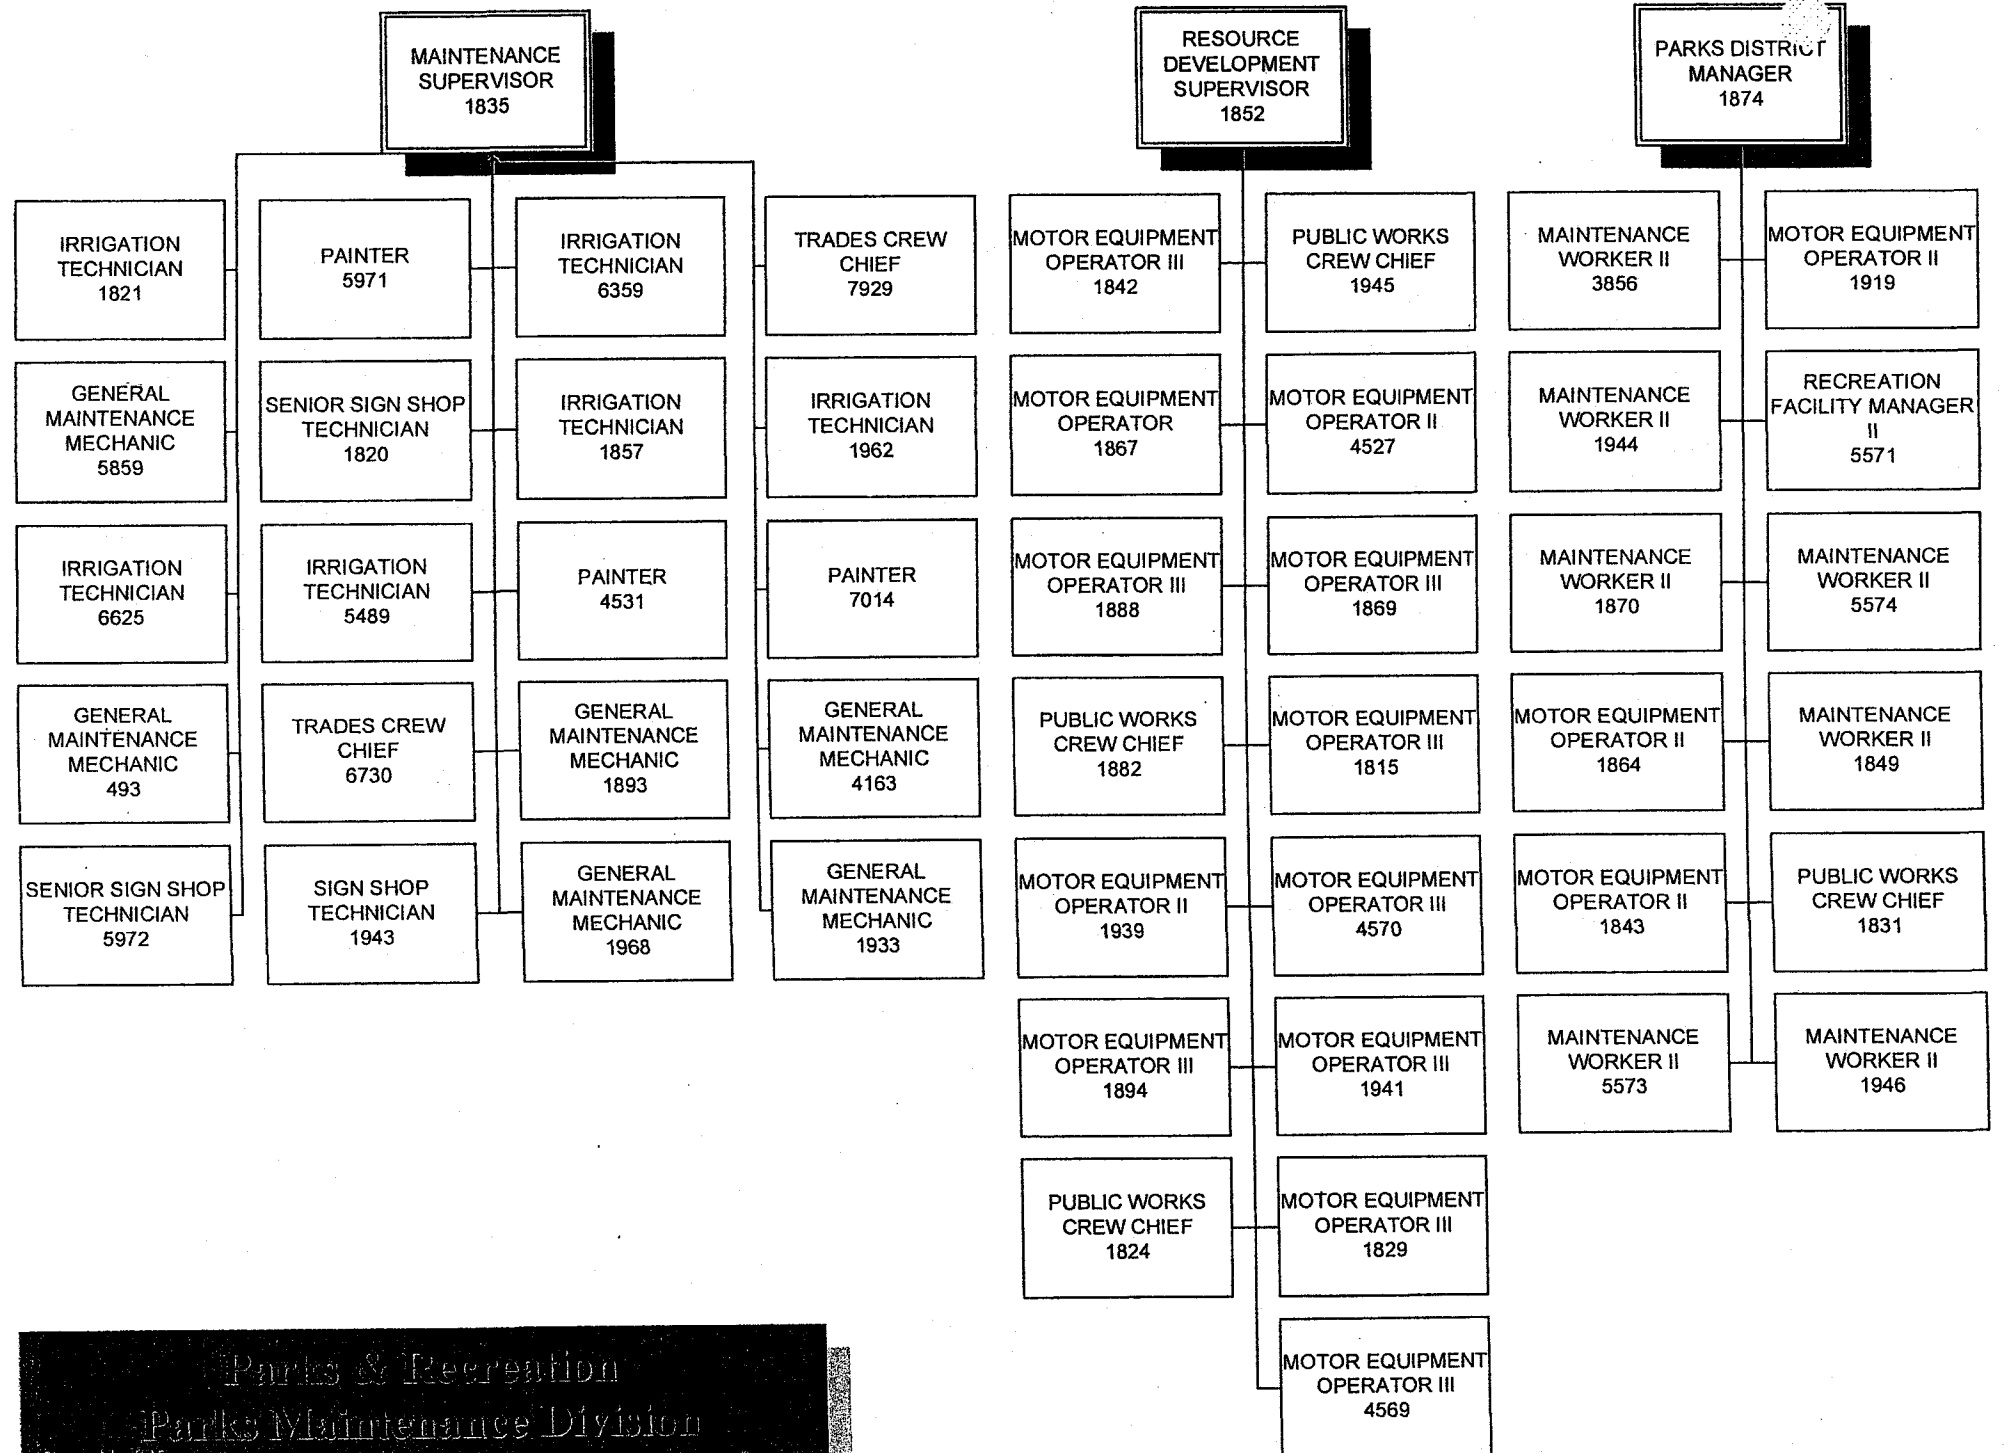 MAINTENANCE
SUPERVISOR
1835
IRRIGATION
TECHNICIAN
1821
PAINTER
5971
IRRIGATION
TECHNICIAN
6359
TRADES CREW
CHIEF
7929
GENERAL
MAINTENANCE
MECHANIC
5859
SENIOR SIGN SHOP
TECHNICIAN
1820
IRRIGATION
TECHNICIAN
1857
IRRIGATION
TECHNICIAN
1962
IRRIGATION
TECHNICIAN
6625
IRRIGATION
TECHNICIAN
5489
PAINTER
4531
PAINTER
7014
GENERAL
MAINTENANCE
MECHANIC
493
TRADES CREW
CHIEF
6730
GENERAL
MAINTENANCE
MECHANIC
1893
GENERAL
MAINTENANCE
MECHANIC
4163
SENIOR SIGN SHOP
TECHNICIAN
5972
SIGN SHOP
TECHNICIAN
1943
GENERAL
MAINTENANCE
MECHANIC
1968
GENERAL
MAINTENANCE
MECHANIC
1933
RESOURCE
DEVELOPMENT
SUPERVISOR
1852
MOTOR EQUIPMENT
OPERATOR III
1842
PUBLIC WORKS
CREW CHIEF
1945
MOTOR EQUIPMENT
OPERATOR
1867
MOTOR EQUIPMENT
OPERATOR II
4527
MOTOR EQUIPMENT
OPERATOR III
1888
MOTOR EQUIPMENT
OPERATOR III
1869
PUBLIC WORKS
CREW CHIEF
1882
MOTOR EQUIPMENT
OPERATOR III
1815
MOTOR EQUIPMENT
OPERATOR II
1939
MOTOR EQUIPMENT
OPERATOR III
4570
MOTOR EQUIPMENT
OPERATOR III
1894
MOTOR EQUIPMENT
OPERATOR III
1941
PUBLIC WORKS
CREW CHIEF
1824
MOTOR EQUIPMENT
OPERATOR III
1829
MOTOR EQUIPMENT
OPERATOR III
4569
PARKS DISTRICT
MANAGER
1874
MAINTENANCE
WORKER II
3856
MOTOR EQUIPMENT
OPERATOR II
1919
MAINTENANCE
WORKER II
1944
RECREATION
FACILITY MANAGER
II
5571
MAINTENANCE
WORKER II
1870
MAINTENANCE
WORKER II
5574
MOTOR EQUIPMENT
OPERATOR II
1864
MAINTENANCE
WORKER II
1849
MOTOR EQUIPMENT
OPERATOR II
1843
PUBLIC WORKS
CREW CHIEF
1831
MAINTENANCE
WORKER II
5573
MAINTENANCE
WORKER II
1946
Parks & Recreation
Parks Maintenance Division